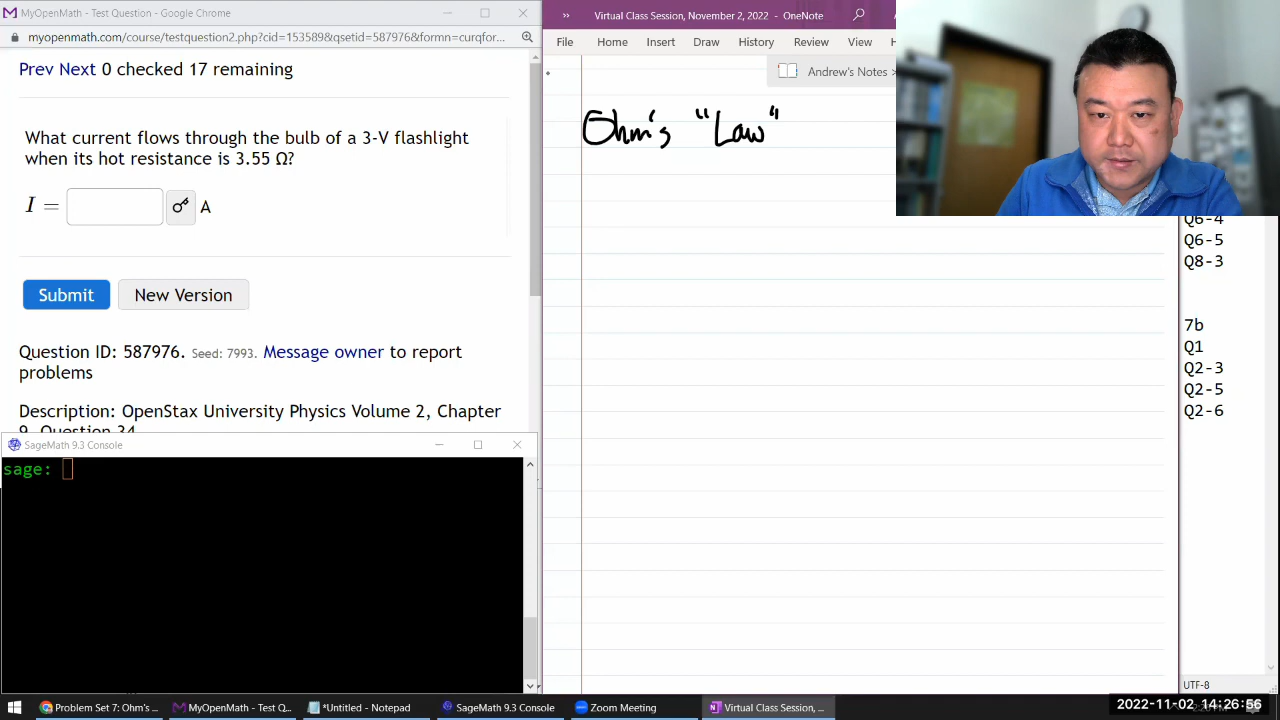 MyOpenMath - Test Question - Google Chrome
myopenmath.com/course/testquestion2.php?cid=153589&qsetid=587976&formn=curqfor...
Prev Next 0 checked 17 remaining
What current flows through the bulb of a 3-V flashlight
when its hot resistance is 3.55 Ω?
I = A
Submit New Version
Question ID: 587976. Seed: 7993. Message owner to report
problems
Description: OpenStax University Physics Volume 2, Chapter
9, Question 34
SageMath 9.3 Console
sage:
» Virtual Class Session, November 2, 2022 - OneNote
File Home Insert Draw History Review View
Andrew's Notes >
Ohm's "Law"
Q6-4
Q6-5
Q8-3
7b
Q1
Q2-3
Q2-5
Q2-6
UTF-8
Problem Set 7: Ohm's ... MyOpenMath - Test Q... *Untitled - Notepad SageMath 9.3 Console Zoom Meeting Virtual Class Session, ...
2022-11-02 14:26:56